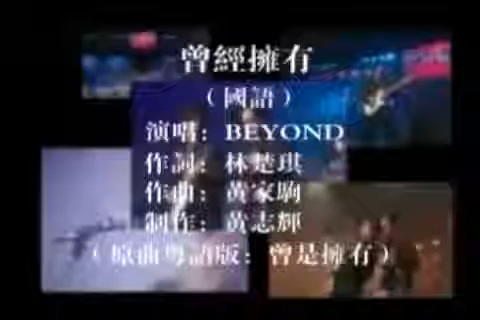 曾經擁有
（國語）
演唱：BEYOND
作詞：林楚琪
作曲：黃家駒
制作：黃志輝
（原曲粵語版：曾是擁有）